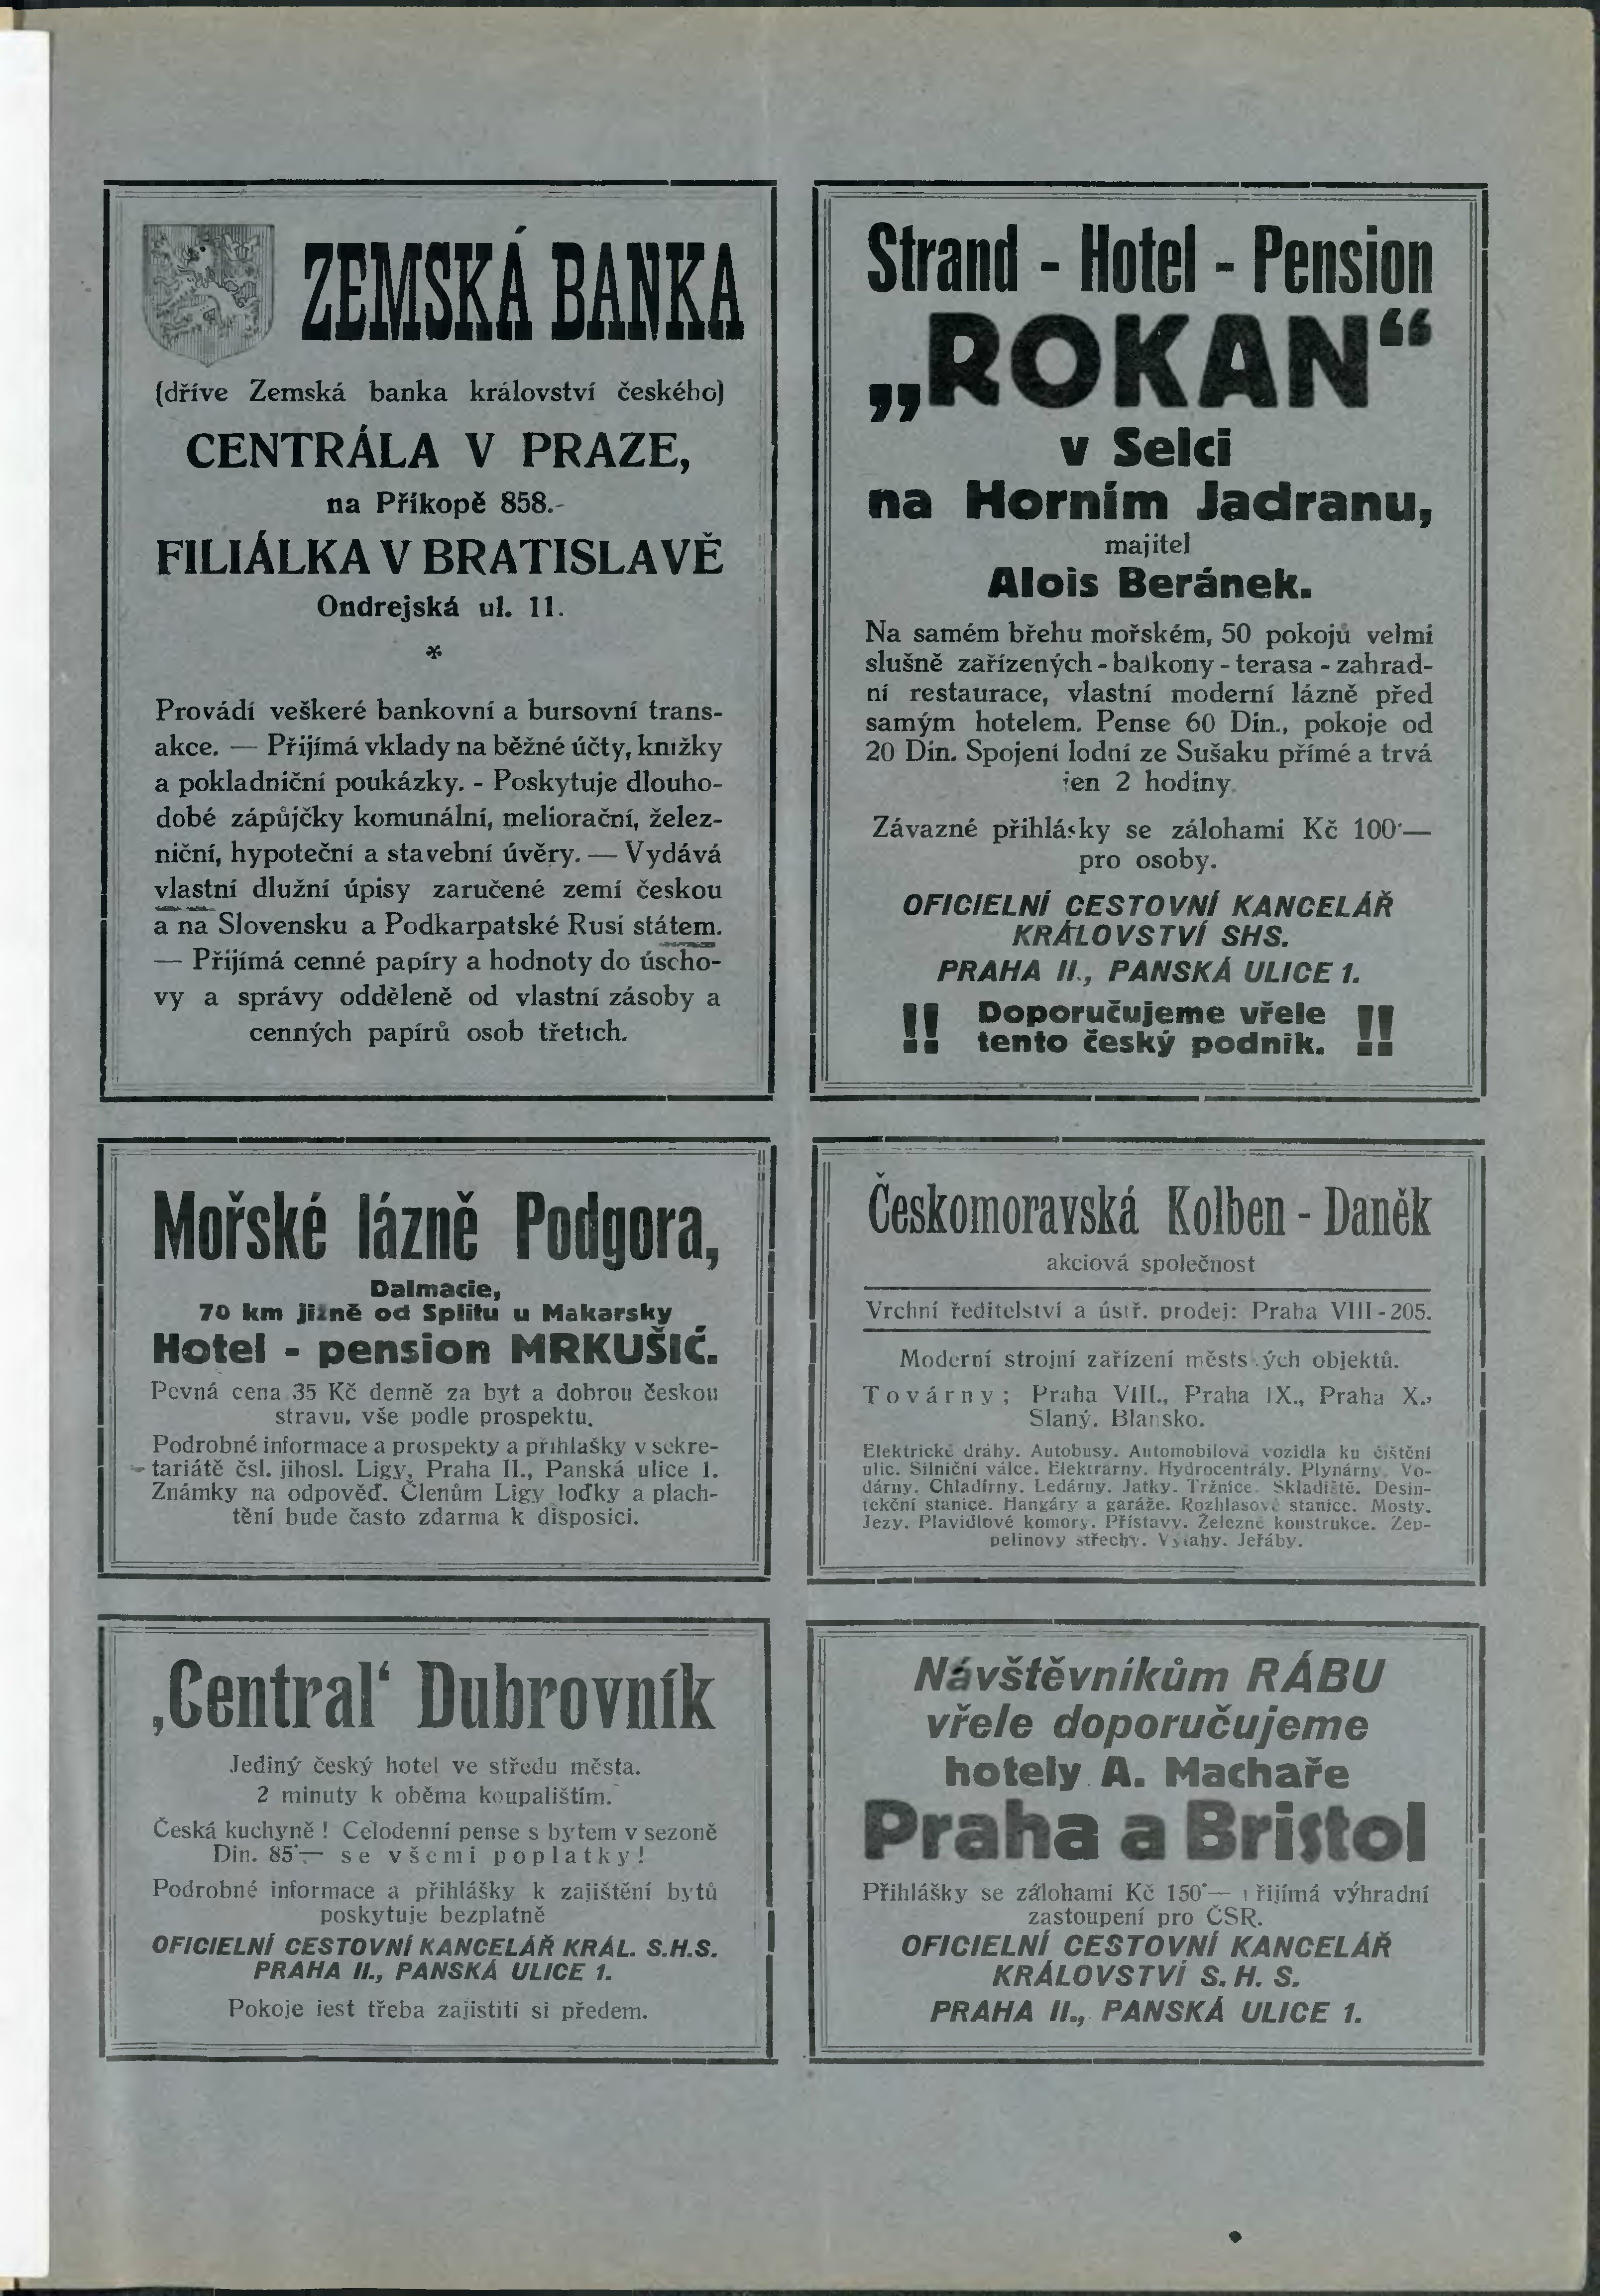 ZEMSKÁ BANKA
(dříve Zemská banka království českého)
CENTRÁLA V PRAZE,
na Příkopě 858.-
FILIÁLKA V BRATISLAVĚ
Ondrejská ul. 11.
*
Provádí veškeré bankovní a bursovní trans-
akce. — Přijímá vklady na běžné účty, knížky
a pokladniční poukázky. - Poskytuje dlouho-
dobé zápůjčky komunální, meliorační, želez-
niční, hypoteční a stavební úvěry. — Vydává
vlastní dlužní úpisy zaručené zemí českou
a na Slovensku a Podkarpatské Rusi státem.
— Přijímá cenné papíry a hodnoty do úscho-
vy a správy odděleně od vlastní zásoby a
cenných papírů osob třetích.
Strand - Hotel - Pension
„ROKAN“
v Selci
na Horním Jadranu,
majitel
Alois Beránek.
Na samém břehu mořském, 50 pokojů velmi
slušně zařízených - balkony - terasa - zahrad-
ní restaurace, vlastní moderní lázně před
samým hotelem. Pense 60 Din., pokoje od
20 Din. Spojení lodní ze Sušaku přímé a trvá
jen 2 hodiny.
Závazné přihlásky se zálohami Kč 100·—
pro osoby.
OFICIELNÍ CESTOVNÍ KANCELÁŘ
KRÁLOVSTVÍ SHS.
PRAHA II., PANSKÁ ULICE 1.
!! Doporučujeme vřele !!
tento český podnik.
Mořské lázně Podgora,
Dalmacie,
70 km jižně od Splitu u Makarsky
Hotel - pension MRKUŠIĆ.
Pevná cena 35 Kč denně za byt a dobrou českou
stravu, vše podle prospektu.
Podrobné informace a prospekty a přihlašky v sekre-
tariátě čsl. jihosl. Ligy, Praha II., Panská ulice 1.
Známky na odpověď. Členům Ligy loďky a plach-
tění bude často zdarma k disposici.
Českomoravská Kolben - Daněk
akciová společnost
Vrchní ředitelství a ústř. prodej: Praha VIII - 205.
Moderní strojní zařízení městských objektů.
Továrny; Praha VIII., Praha IX., Praha X.,
Slaný. Blansko.
Elektrické dráhy. Autobusy. Automobilová vozidla ku čištění
ulic. Silniční válce. Elektrárny. Hydrocentrály. Plynárny. Vo-
dárny. Chladírny. Ledárny. Jatky. Tržnice. Skladiště. Desin-
fekční stanice. Hangáry a garáže. Rozhlasové stanice. Mosty.
Jezy. Plavidlové komory. Přístavy. Železné konstrukce. Zep-
pelinovy střechy. Výtahy. Jeřáby.
‚Central‘ Dubrovník
Jediný český hotel ve středu města.
2 minuty k oběma koupalištím.
Česká kuchyně ! Celodenní pense s bytem v sezoně
Din. 85·— se všemi poplatky!
Podrobné informace a přihlášky k zajištění bytů
poskytuje bezplatně
OFICIELNÍ CESTOVNÍ KANCELÁŘ KRÁL. S.H.S.
PRAHA II., PANSKÁ ULICE 1.
Pokoje jest třeba zajistiti si předem.
Návštěvníkům RÁBU
vřele doporučujeme
hotely A. Machaře
Praha a Bristol
Přihlášky se zálohami Kč 150·— přijímá výhradní
zastoupení pro ČSR.
OFICIELNÍ CESTOVNÍ KANCELÁŘ
KRÁLOVSTVÍ S. H. S.
PRAHA II., PANSKÁ ULICE 1.